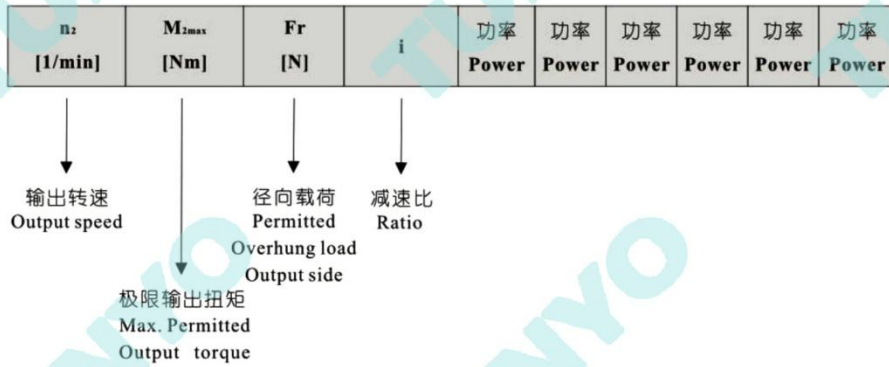 n₂ M₂max Fr i 功率 功率 功率 功率 功率 功率
[1/min] [Nm] [N] Power Power Power Power Power Power
输出转速
Output speed
径向载荷
Permitted
Overhung load
Output side
减速比
Ratio
极限输出扭矩
Max. Permitted
Output torque